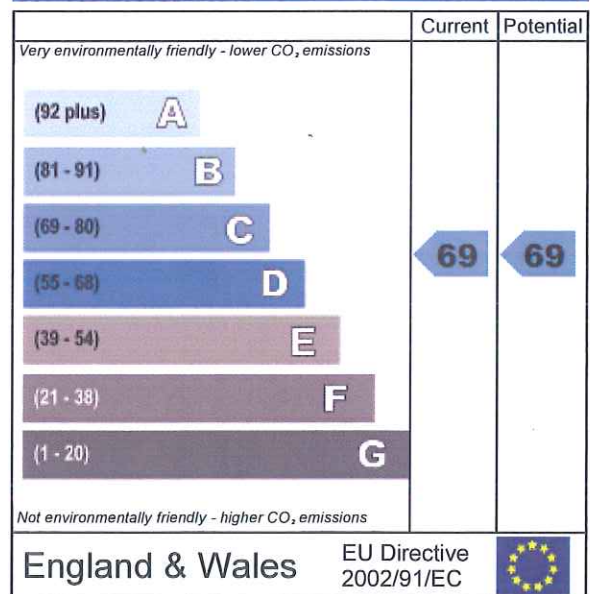 Current Potential
Very environmentally friendly - lower CO₂ emissions
(92 plus) A
(81 - 91) B
(69 - 80) C
69 69
(55 - 68) D
(39 - 54) E
(21 - 38) F
(1 - 20) G
Not environmentally friendly - higher CO₂ emissions
England & Wales
EU Directive
2002/91/EC